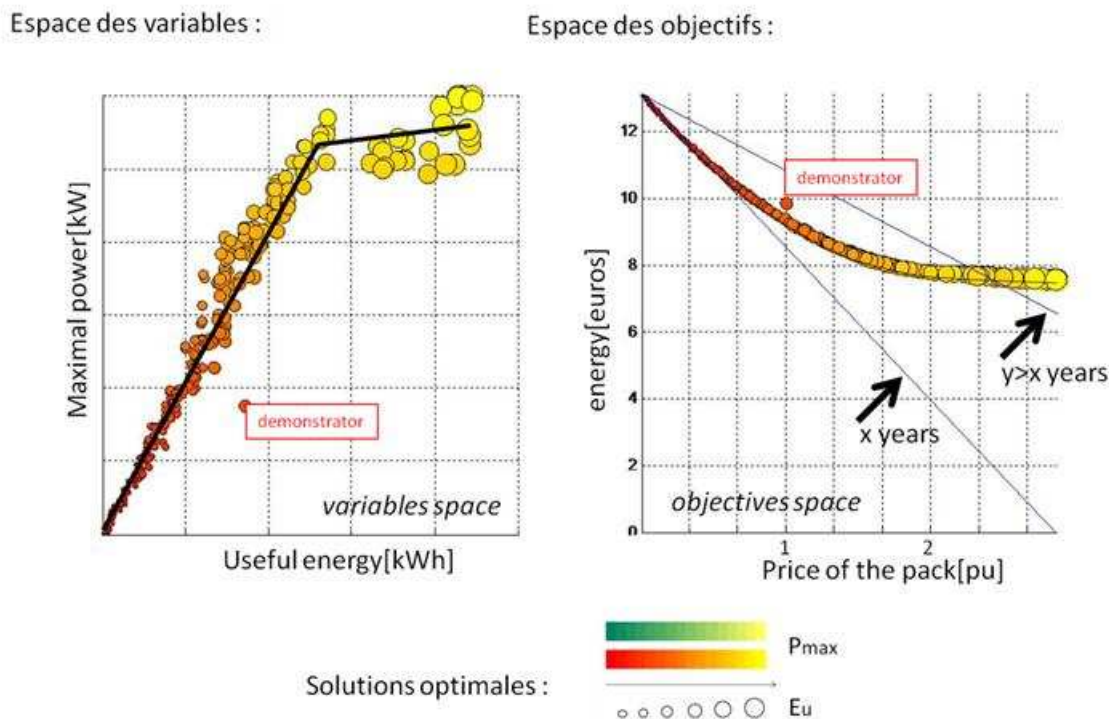 Espace des variables :
Espace des objectifs :
Maximal power[kW]
demonstrator
variables space
Useful energy[kWh]
energy[euros]
12
10
8
6
4
2
0
demonstrator
y>x years
x years
objectives space
1
2
Price of the pack[pu]
Pmax
Solutions optimales :
Eu